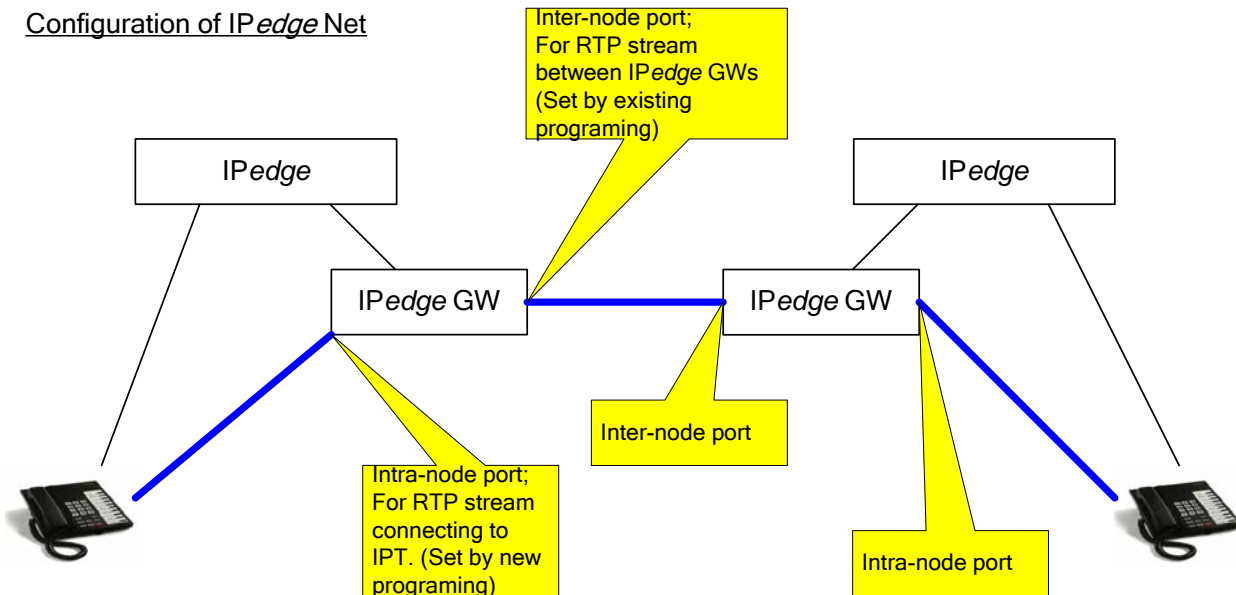 Configuration of IPedge Net
Inter-node port;
For RTP stream
between IPedge GWs
(Set by existing
programing)
IPedge
IPedge
IPedge GW
IPedge GW
Inter-node port
Intra-node port;
For RTP stream
connecting to
IPT. (Set by new
programing)
Intra-node port